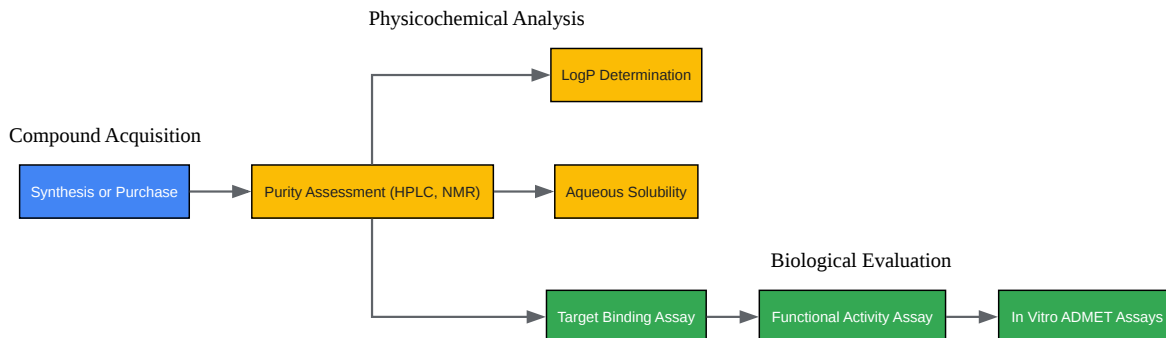 Physicochemical Analysis
LogP Determination
Compound Acquisition
Synthesis or Purchase
Purity Assessment (HPLC, NMR)
Aqueous Solubility
Biological Evaluation
Target Binding Assay
Functional Activity Assay
In Vitro ADMET Assays